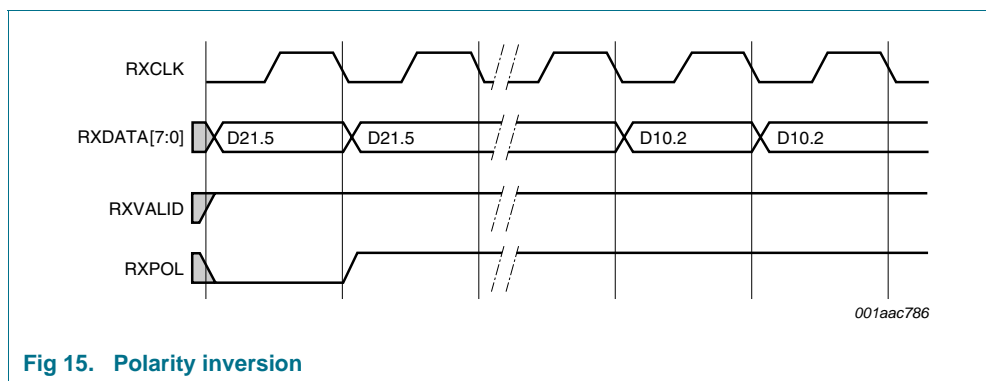 RXCLK
RXDATA[7:0] D21.5 D21.5 D10.2 D10.2
RXVALID
RXPOL
001aac786
Fig 15. Polarity inversion